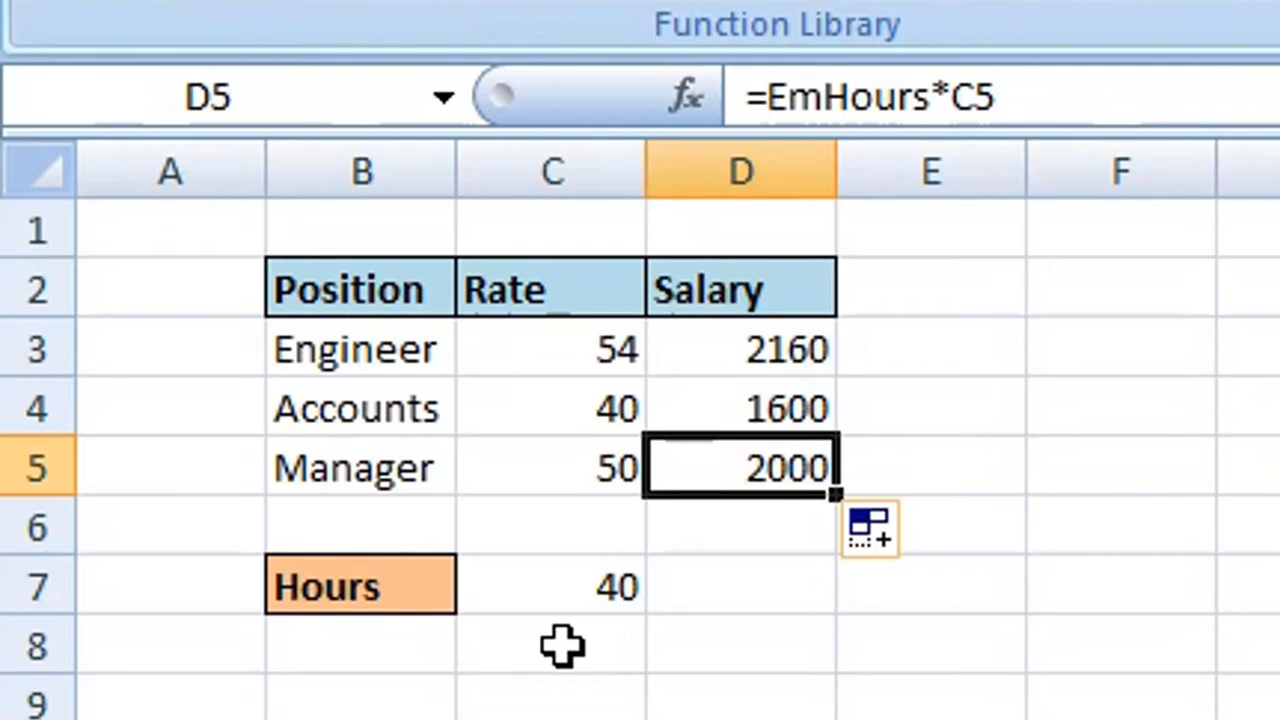 Function Library
D5 fx =EmHours*C5
A B C D E F
1
2 Position Rate Salary
3 Engineer 54 2160
4 Accounts 40 1600
5 Manager 50 2000
6
7 Hours 40
8
9